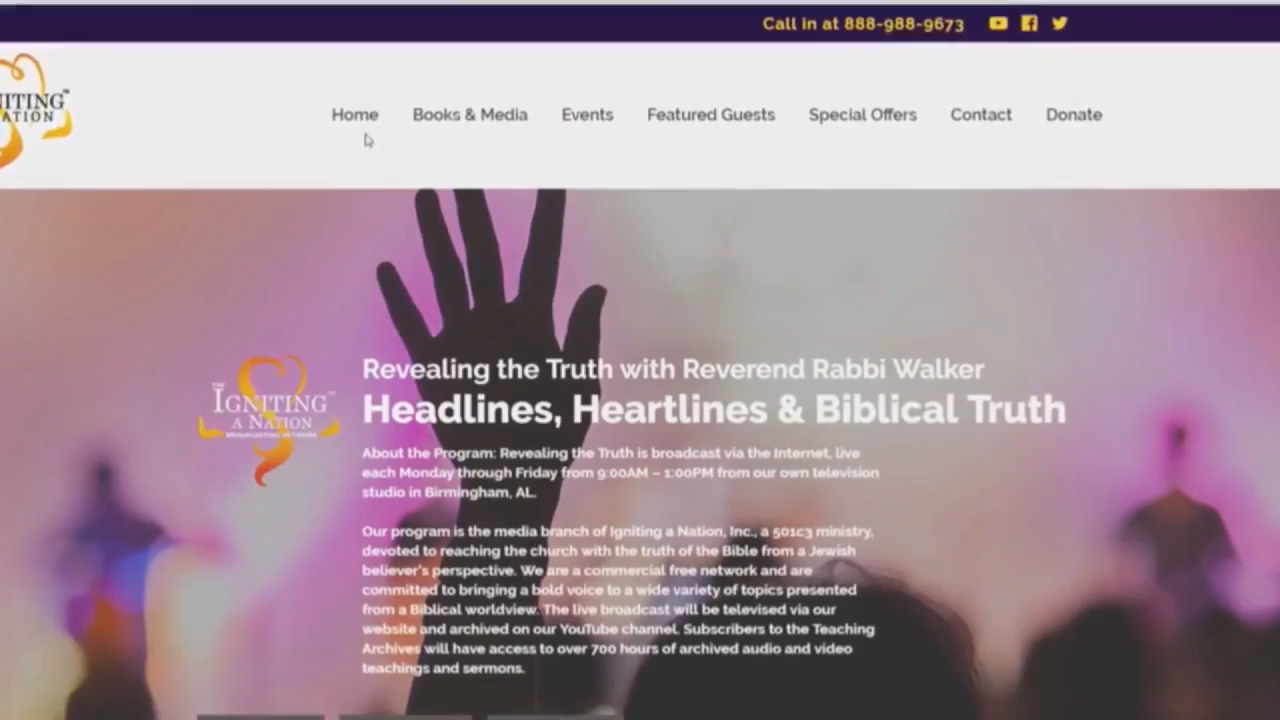 Call in at 888-988-9673
NITING™
ATION
Home Books & Media Events Featured Guests Special Offers Contact Donate
Revealing the Truth with Reverend Rabbi Walker
Headlines, Heartlines & Biblical Truth
THE
IGNITING™
A NATION
BROADCASTING NETWORK
About the Program: Revealing the Truth is broadcast via the Internet, live
each Monday through Friday from 9:00AM – 1:00PM from our own television
studio in Birmingham, AL.
Our program is the media branch of Igniting a Nation, Inc., a 501c3 ministry,
devoted to reaching the church with the truth of the Bible from a Jewish
believer's perspective. We are a commercial free network and are
committed to bringing a bold voice to a wide variety of topics presented
from a Biblical worldview. The live broadcast will be televised via our
website and archived on our YouTube channel. Subscribers to the Teaching
Archives will have access to over 700 hours of archived audio and video
teachings and sermons.